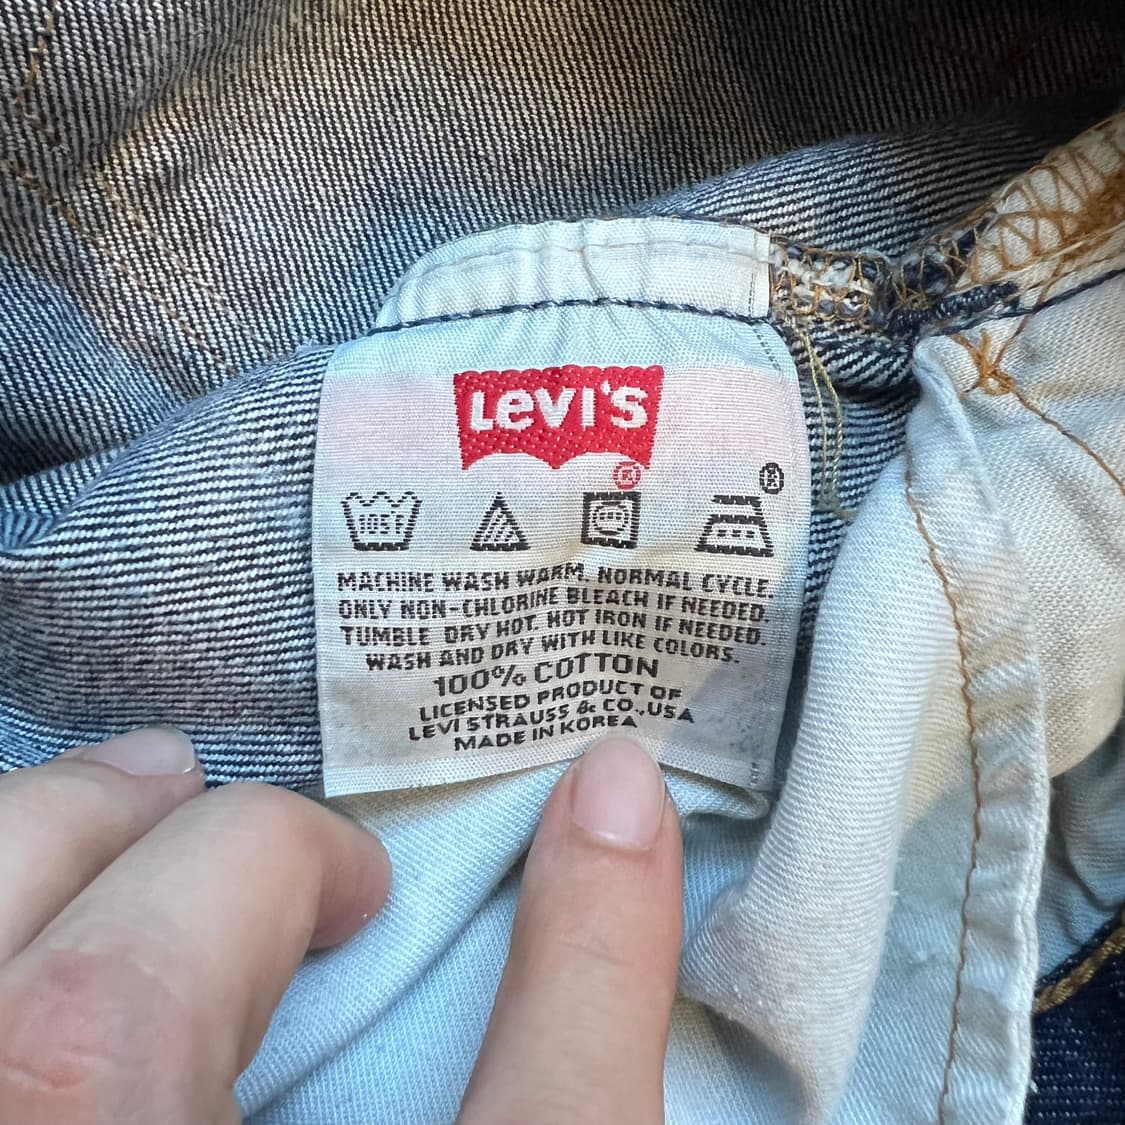 LEVI'S
®
®
105F
MACHINE WASH WARM. NORMAL CYCLE.
ONLY NON-CHLORINE BLEACH IF NEEDED.
TUMBLE DRY HOT. HOT IRON IF NEEDED.
WASH AND DRY WITH LIKE COLORS.
100% COTTON
LICENSED PRODUCT OF
LEVI STRAUSS & CO., USA
MADE IN KOREA